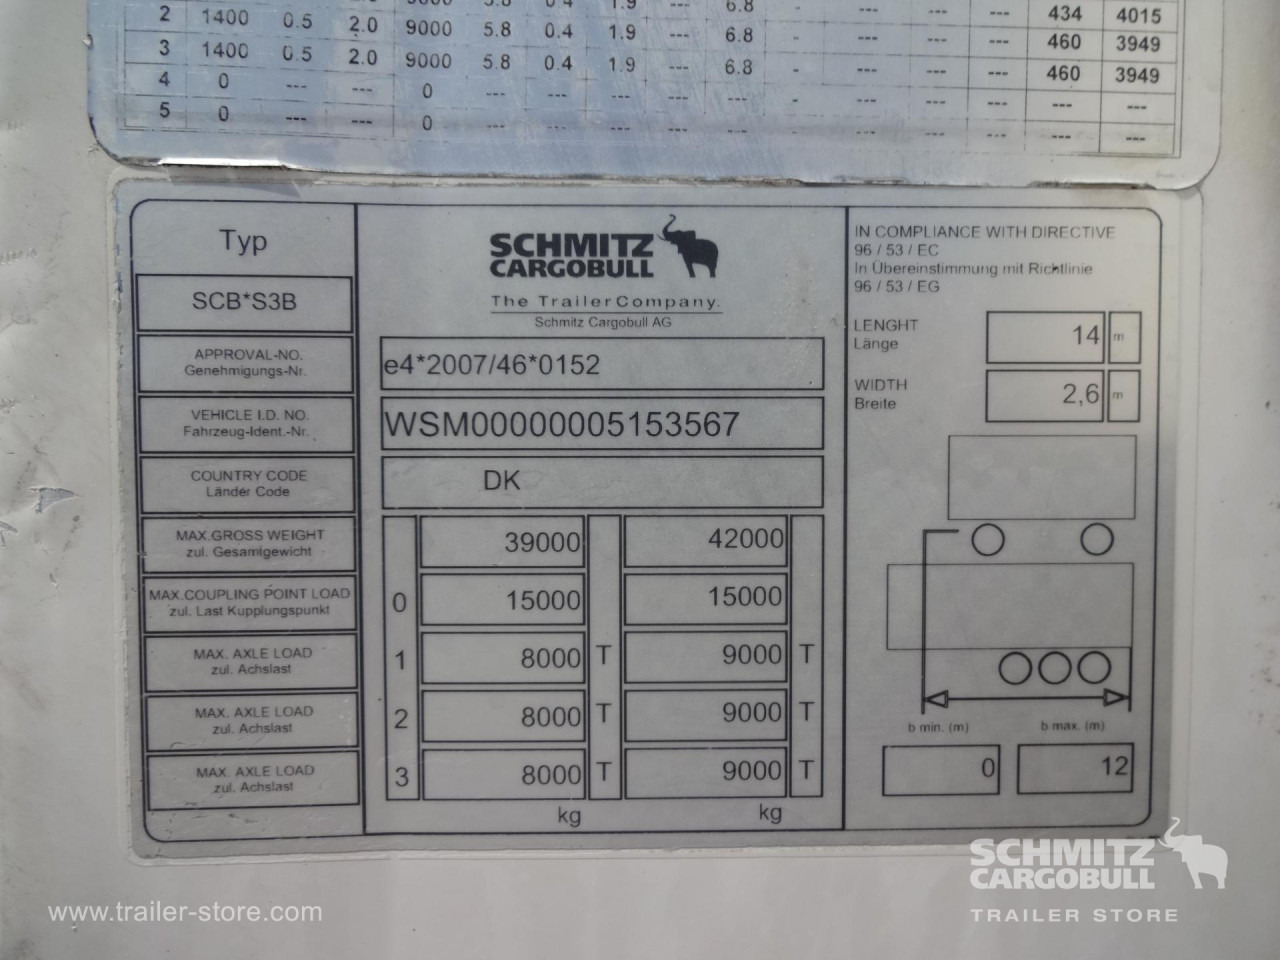 2 1400 0.5 2.0 9000 5.8 0.4 1.9 --- 6.8 - --- --- --- 434 4015
3 1400 0.5 2.0 9000 5.8 0.4 1.9 --- 6.8 - --- --- --- 460 3949
4 0 --- --- 0 --- --- --- --- --- - --- --- --- 460 3949
5 0 --- --- 0 --- --- --- --- --- - --- --- --- --- ---
--- ---
Typ
SCB*S3B
SCHMITZ
CARGOBULL
The TrailerCompany.
Schmitz Cargobull AG
APPROVAL-NO.
Genehmigungs-Nr.
e4*2007/46*0152
VEHICLE I.D. NO.
Fahrzeug-Ident.-Nr.
WSM00000005153567
COUNTRY CODE
Länder Code
DK
MAX.GROSS WEIGHT
zul. Gesamtgewicht
39000 42000
MAX.COUPLING POINT LOAD
zul. Last Kupplungspunkt
0 15000 15000
MAX. AXLE LOAD
zul. Achslast
1 8000 T 9000 T
MAX. AXLE LOAD
zul. Achslast
2 8000 T 9000 T
MAX. AXLE LOAD
zul. Achslast
3 8000 T 9000 T
kg kg
IN COMPLIANCE WITH DIRECTIVE
96 / 53 / EC
In Übereinstimmung mit Richtlinie
96 / 53 / EG
LENGHT
Länge
14 m
WIDTH
Breite
2,6 m
b min. (m) b max. (m)
0 12
www.trailer-store.com
SCHMITZ
CARGOBULL
TRAILER STORE